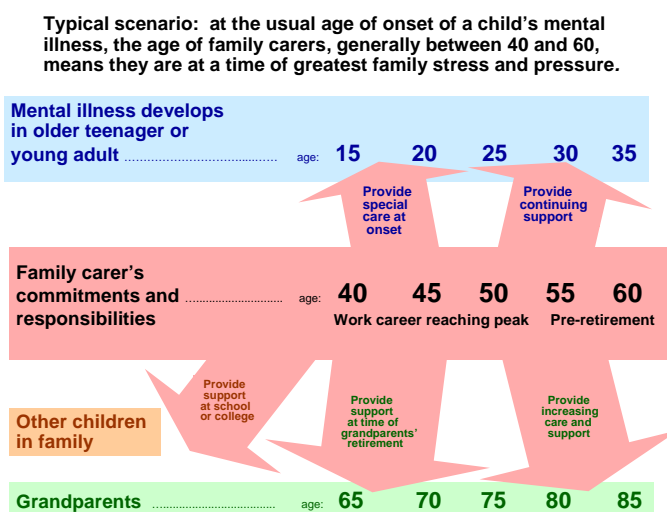 Typical scenario: at the usual age of onset of a child's mental
illness, the age of family carers, generally between 40 and 60,
means they are at a time of greatest family stress and pressure.
Mental illness develops
in older teenager or
young adult ...................................... age: 15 20 25 30 35
Provide
special
care at
onset
Provide
continuing
support
Family carer's
commitments and ............................. age: 40 45 50 55 60
responsibilities
Work career reaching peak Pre-retirement
Provide
support
at school
or college
Provide
support
at time of
grandparents'
retirement
Provide
increasing
care and
support
Other children
in family
Grandparents ...................................... age: 65 70 75 80 85